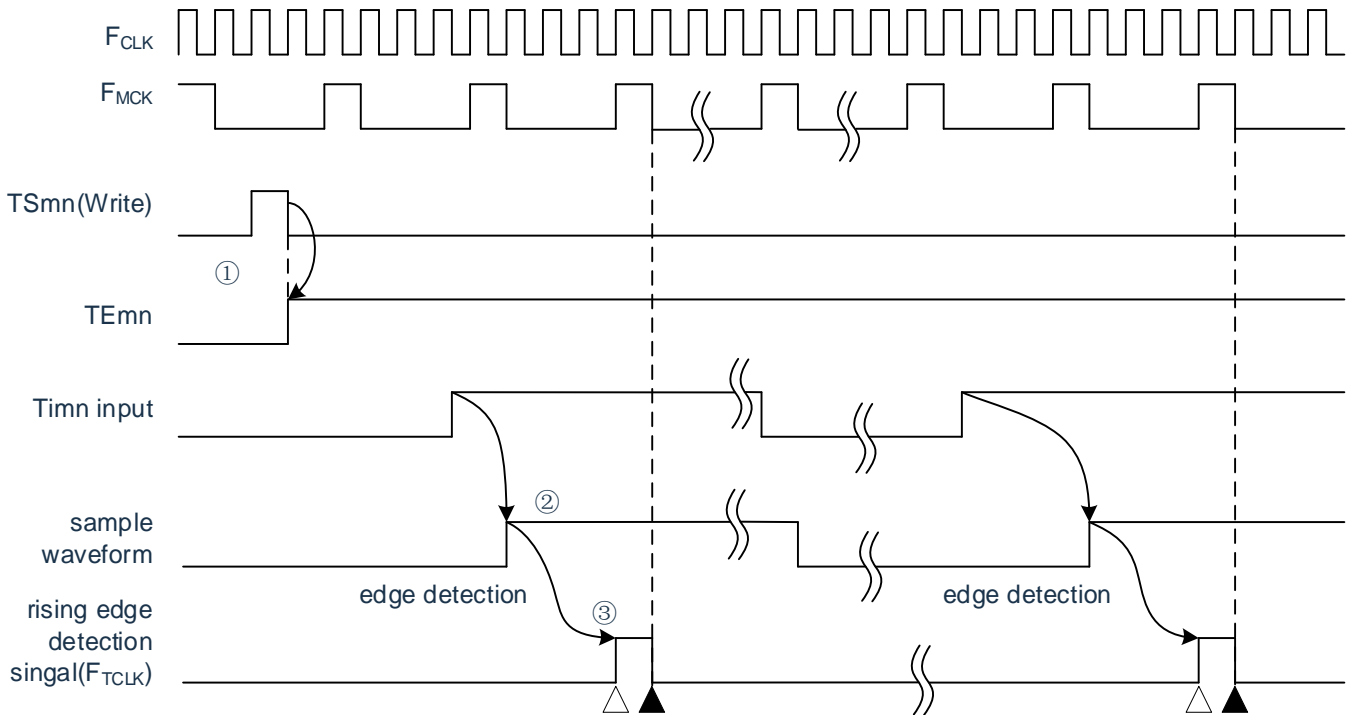 FCLK
FMCK
TSmn(Write)
①
TEmn
Timn input
②
sample
waveform
edge detection
edge detection
③
rising edge
detection
singal(FTCLK)